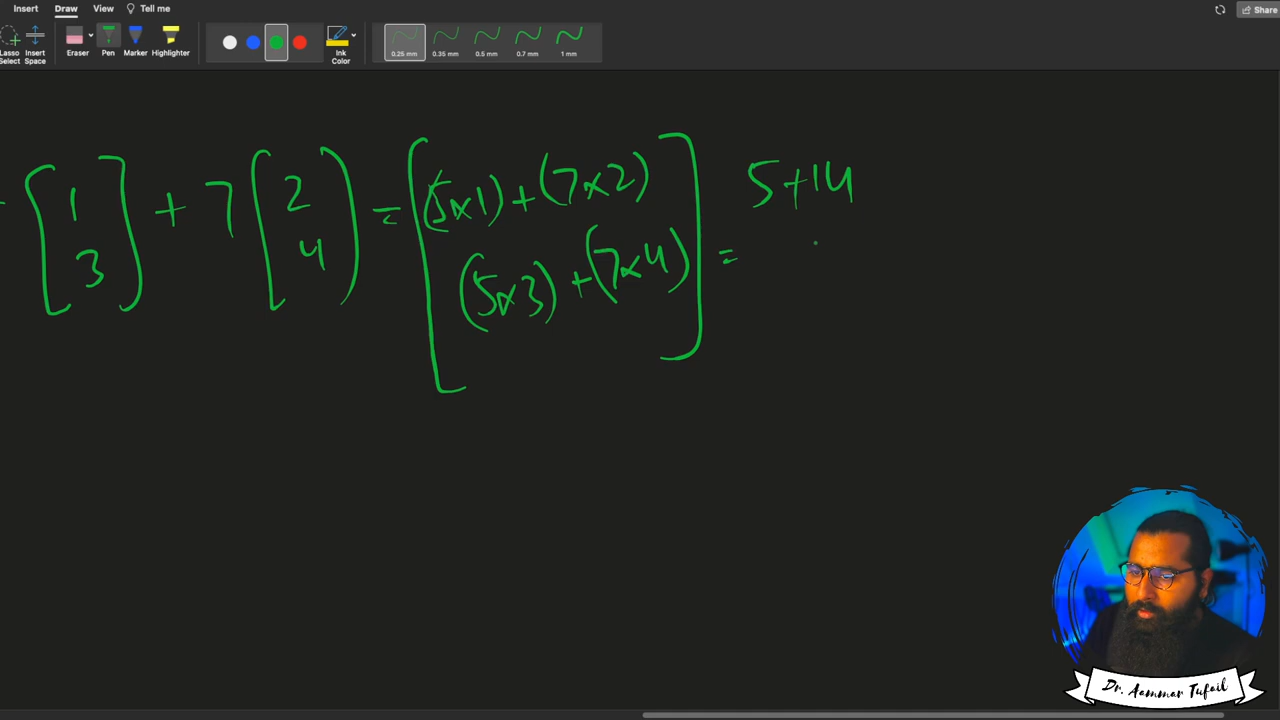 Insert Draw View Tell me
Share
Lasso Select Insert Space Eraser Pen Marker Highlighter Ink Color 0.25 mm 0.35 mm 0.5 mm 0.7 mm 1 mm
[1 3] + 7 [2 4] = [(5x1) + (7x2) (5x3) + (7x4)] = 5+14
Dr. Aammar Tufail